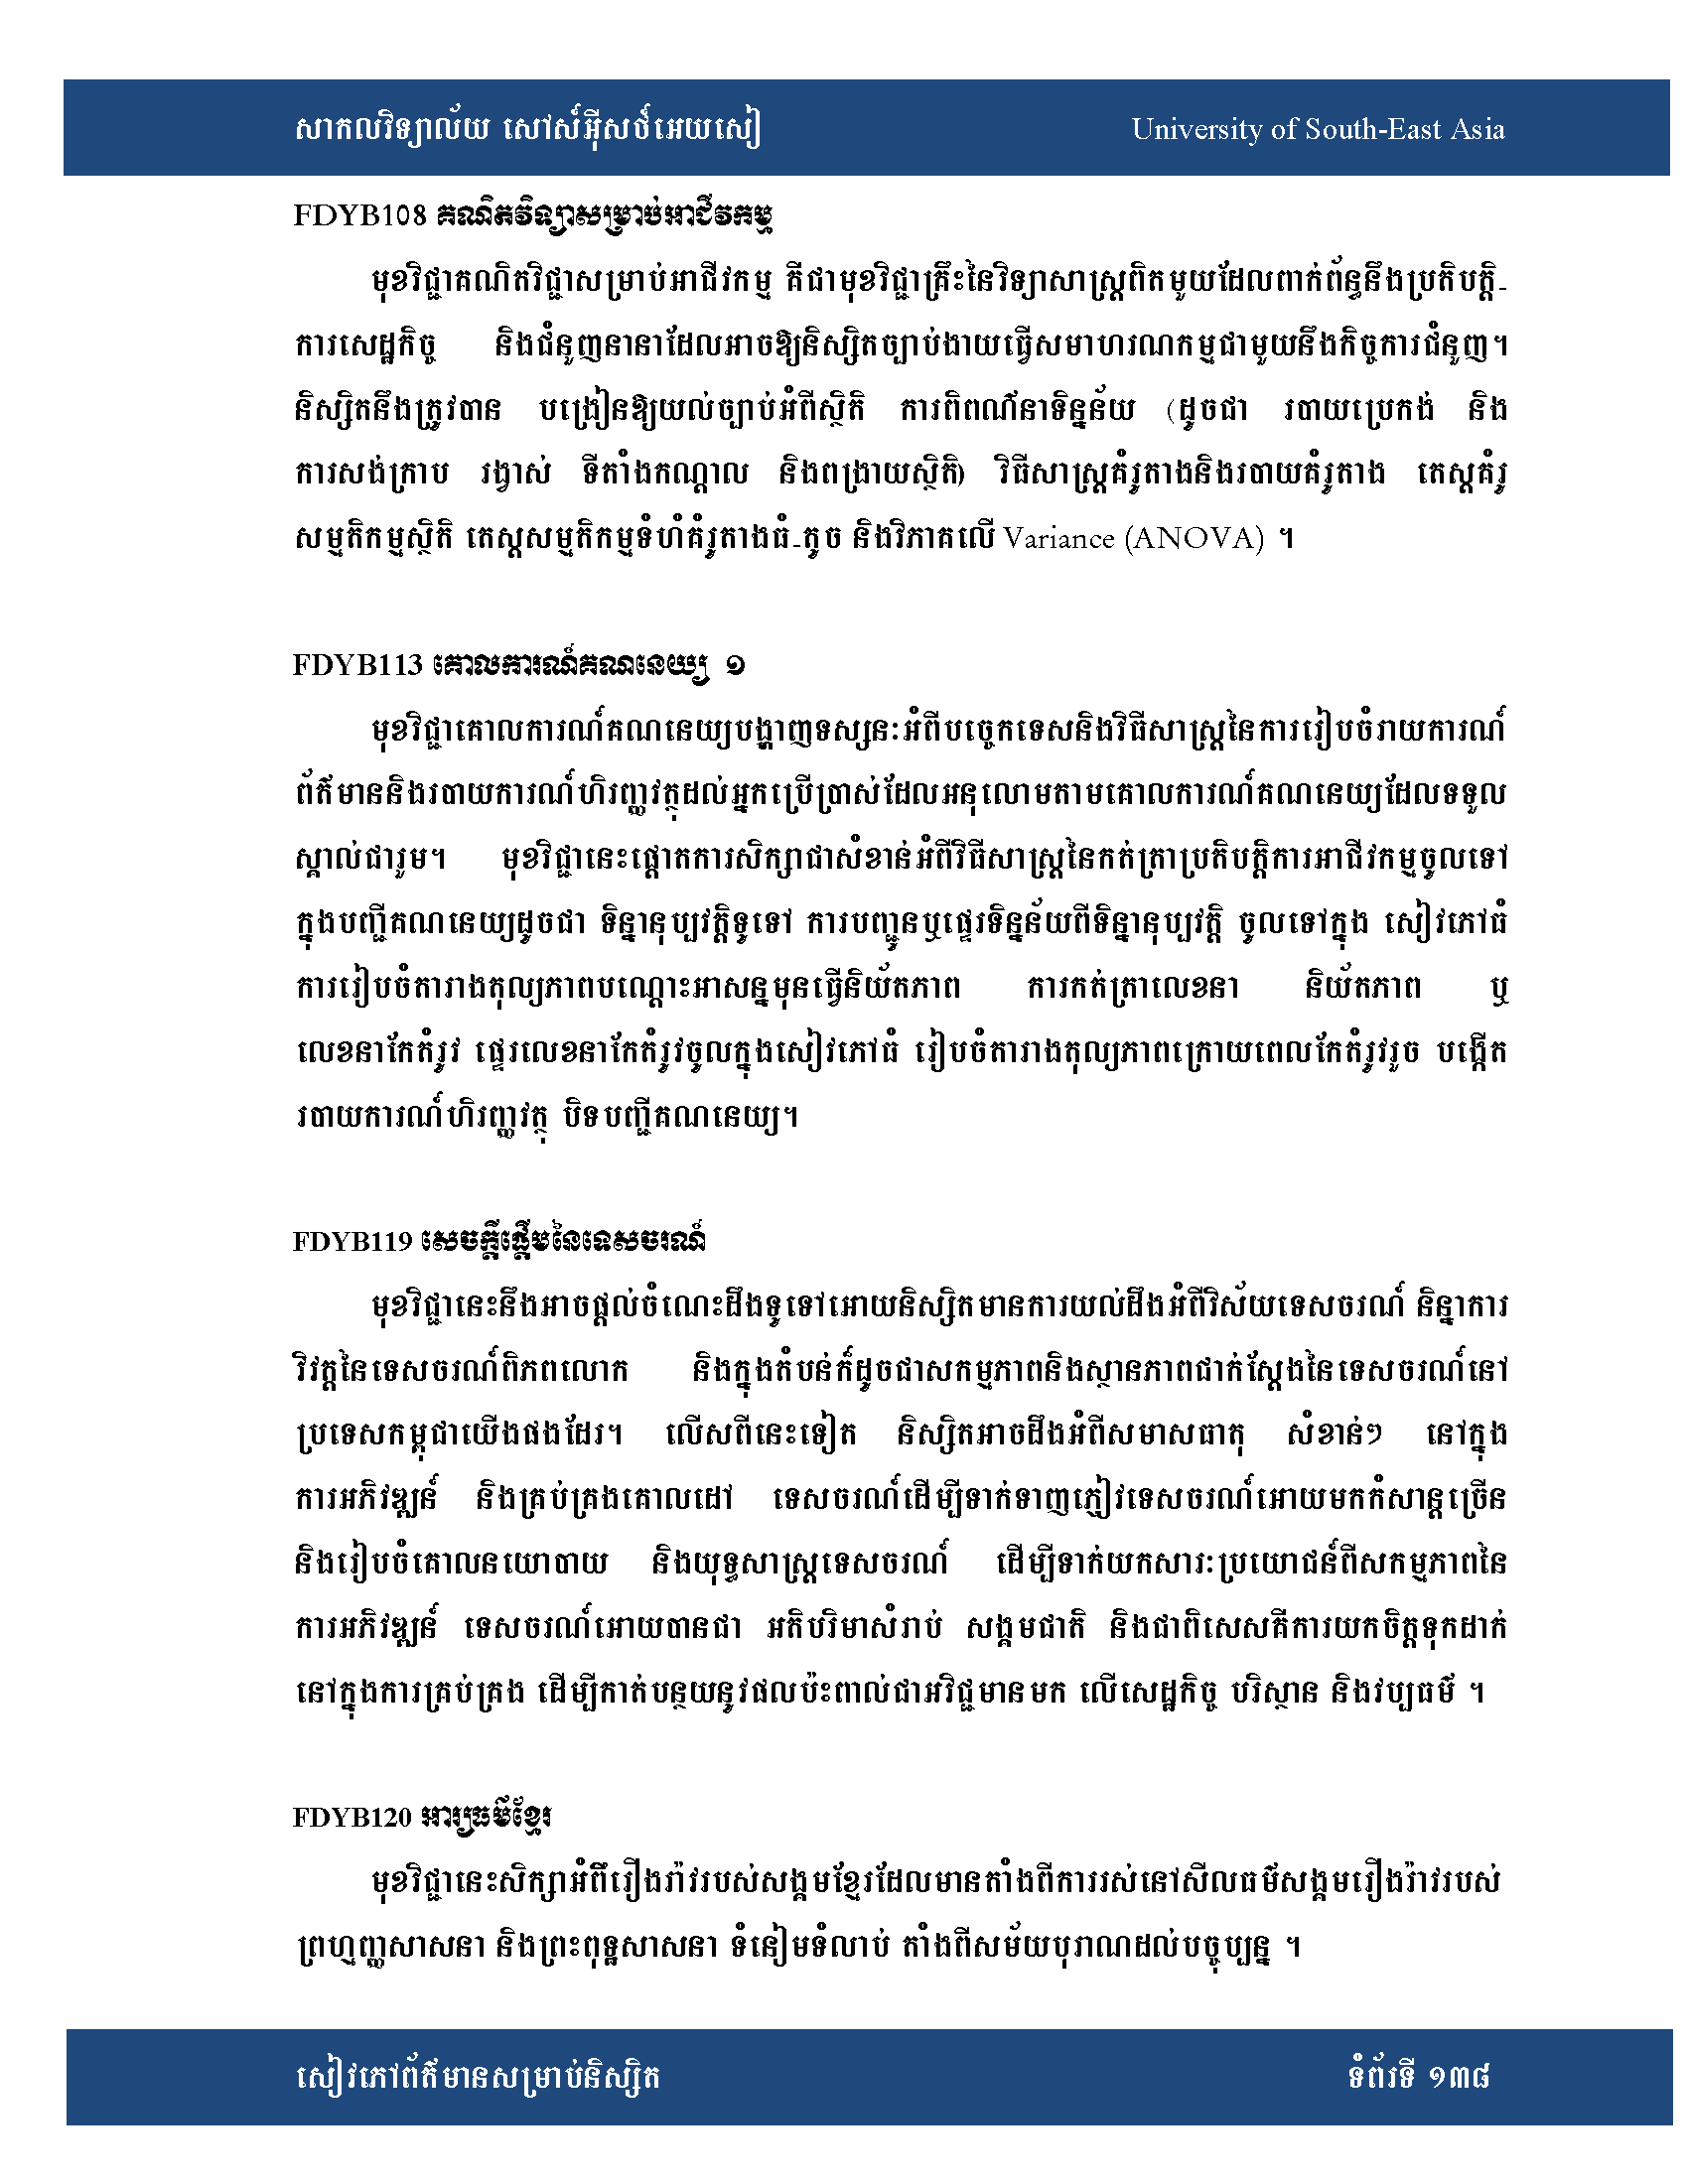 សាកលវិទ្យាល័យ សៅស៍អ៊ីសថ៍អេយសៀ University of South-East Asia
FDYB108 គណិតវិទ្យាសម្រាប់អាជីវកម្ម
មុខវិជ្ជាគណិតវិជ្ជាសម្រាប់អាជីវកម្ម គឺជាមុខវិជ្ជាគ្រឹះនៃវិទ្យាសាស្ត្រពិតមួយដែលពាក់ព័ន្ធនឹងប្រតិបត្តិ-
ការសេដ្ឋកិច្ច និងជំនួញនានាដែលអាចឱ្យនិស្សិតច្បាប់ងាយធ្វើសមាហរណកម្មជាមួយនឹងកិច្ចការជំនួញ។
និស្សិតនឹងត្រូវបាន បង្រៀនឱ្យយល់ច្បាប់អំពីស្ថិតិ ការពិពណ៌នាទិន្នន័យ (ដូចជា របាយប្រេកង់ និង
ការសង់ក្រាប រង្វាស់ ទីតាំងកណ្តាល និងពង្រាយស្ថិតិ) វិធីសាស្ត្រគំរូតាងនិងរបាយគំរូតាង តេស្តគំរូ
សម្មតិកម្មស្ថិតិ តេស្តសម្មតិកម្មទំហំគំរូតាងធំ-តូច និងវិភាគលើ Variance (ANOVA) ។
FDYB113 គោលការណ៍គណនេយ្យ ១
មុខវិជ្ជាគោលការណ៍គណនេយ្យបង្ហាញទស្សនៈអំពីបច្ចេកទេសនិងវិធីសាស្ត្រនៃការរៀបចំរាយការណ៍
ព័ត៌មាននិងរបាយការណ៍ហិរញ្ញវត្ថុដល់អ្នកប្រើប្រាស់ដែលអនុលោមតាមគោលការណ៍គណនេយ្យដែលទទួល
ស្គាល់ជារួម។ មុខវិជ្ជានេះផ្តោតការសិក្សាជាសំខាន់អំពីវិធីសាស្ត្រនៃកត់ត្រាប្រតិបត្តិការអាជីវកម្មចូលទៅ
ក្នុងបញ្ជីគណនេយ្យដូចជា ទិន្នានុប្បវត្តិទូទៅ ការបញ្ជូនឬផ្ទេរទិន្នន័យពីទិន្នានុប្បវត្តិ ចូលទៅក្នុង សៀវភៅធំ
ការរៀបចំតារាងតុល្យភាពបណ្តោះអាសន្នមុនធ្វើនិយ័តភាព ការកត់ត្រាលេខនា និយ័តភាព ឬ
លេខនាកែតំរូវ ផ្ទេរលេខនាកែតំរូវចូលក្នុងសៀវភៅធំ រៀបចំតារាងតុល្យភាពក្រោយពេលកែតំរូវរួច បង្កើត
របាយការណ៍ហិរញ្ញវត្ថុ បិទបញ្ជីគណនេយ្យ។
FDYB119 សេចក្តីផ្តើមនៃទេសចរណ៍
មុខវិជ្ជានេះនឹងអាចផ្តល់ចំណេះដឹងទូទៅអោយនិស្សិតមានការយល់ដឹងអំពីវិស័យទេសចរណ៍ និន្នាការ
វិវត្តនៃទេសចរណ៍ពិភពលោក និងក្នុងតំបន់ក៏ដូចជាសកម្មភាពនិងស្ថានភាពជាក់ស្តែងនៃទេសចរណ៍នៅ
ប្រទេសកម្ពុជាយើងផងដែរ។ លើសពីនេះទៀត និស្សិតអាចដឹងអំពីសមាសធាតុ សំខាន់ៗ នៅក្នុង
ការអភិវឌ្ឍន៍ និងគ្រប់គ្រងគោលដៅ ទេសចរណ៍ដើម្បីទាក់ទាញភ្ញៀវទេសចរណ៍អោយមកកំសាន្តច្រើន
និងរៀបចំគោលនយោបាយ និងយុទ្ធសាស្ត្រទេសចរណ៍ ដើម្បីទាក់យកសារៈប្រយោជន៍ពីសកម្មភាពនៃ
ការអភិវឌ្ឍន៍ ទេសចរណ៍អោយបានជា អតិបរិមាសំរាប់ សង្គមជាតិ និងជាពិសេសគឺការយកចិត្តទុកដាក់
នៅក្នុងការគ្រប់គ្រង ដើម្បីកាត់បន្ថយនូវផលប៉ះពាល់ជាអវិជ្ជមានមក លើសេដ្ឋកិច្ច បរិស្ថាន និងវប្បធម៌ ។
FDYB120 អារ្យធម៌ខ្មែរ
មុខវិជ្ជានេះសិក្សាអំពីរឿងរ៉ាវរបស់សង្គមខ្មែរដែលមានតាំងពីការរស់នៅសីលធម៌សង្គមរឿងរ៉ាវរបស់
ព្រហ្មញ្ញសាសនា និងព្រះពុទ្ធសាសនា ទំនៀមទំលាប់ តាំងពីសម័យបុរាណដល់បច្ចុប្បន្ន ។
សៀវភៅព័ត៌មានសម្រាប់និស្សិត ទំព័រទី ១៣៨